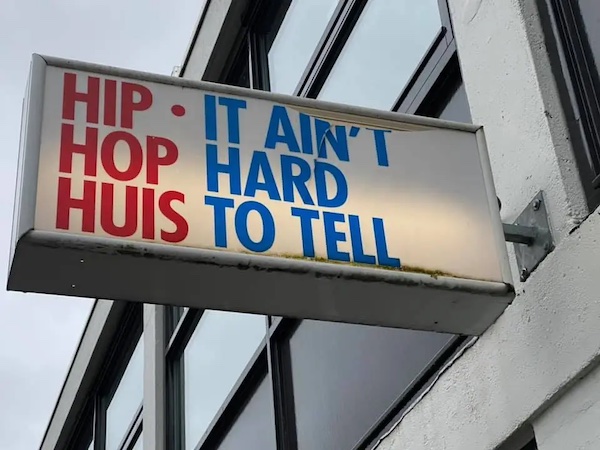 HIP • IT AIN'T
HOP HARD
HUIS TO TELL